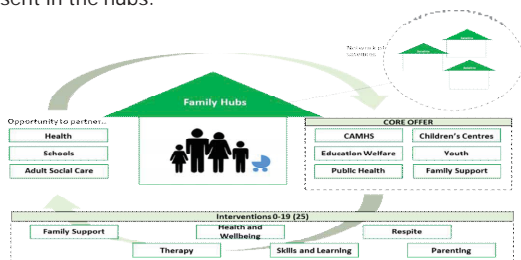 sent in the hubs.
Family Hubs
Opportunity to partner...
Health
Schools
Adult Social Care
CORE OFFER
CAMHS
Children's Centres
Education Welfare
Youth
Public Health
Family Support
Interventions 0-19 (25)
Family Support
Health and
Wellbeing
Respite
Therapy
Skills and Learning
Parenting